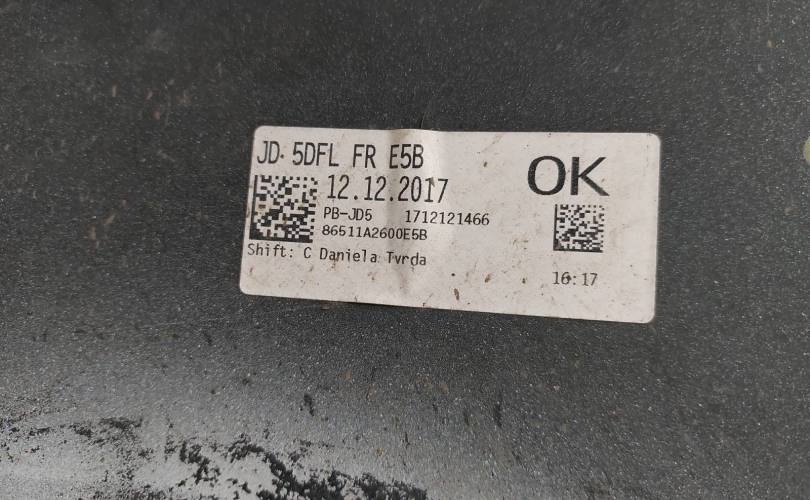 JD 5DFL FR E5B
OK
12.12.2017
PB-JD5 1712121466
86511A2600E5B
Shift: C Daniela Tvrda
16:17